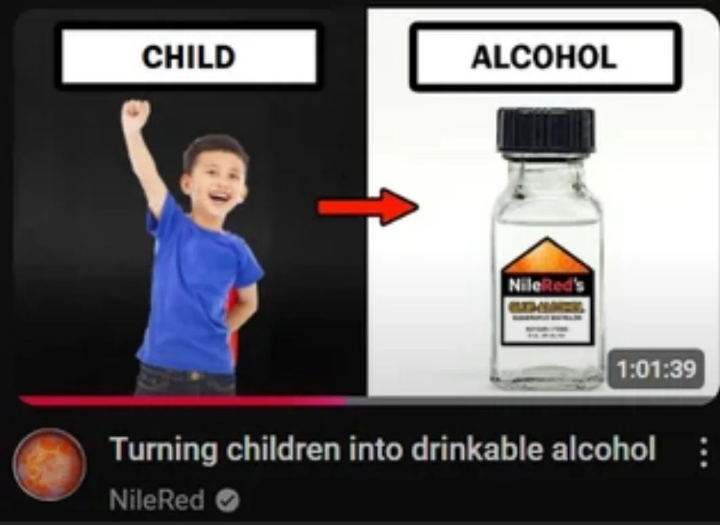 CHILD
ALCOHOL
NileRed's
1:01:39
Turning children into drinkable alcohol
NileRed